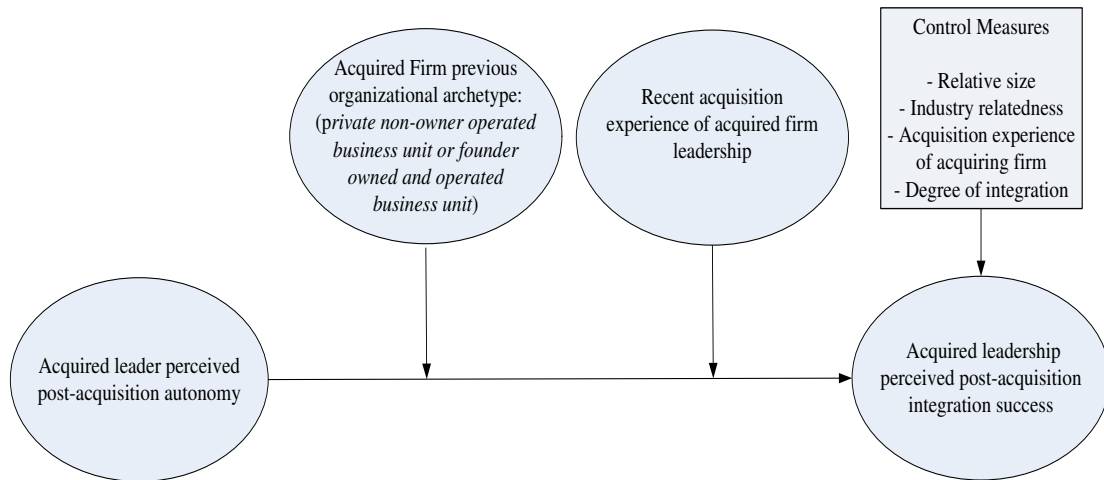 Acquired Firm previous
organizational archetype:
(private non-owner operated
business unit or founder
owned and operated
business unit)
Recent acquisition
experience of acquired firm
leadership
Control Measures
- Relative size
- Industry relatedness
- Acquisition experience
of acquiring firm
- Degree of integration
Acquired leader perceived
post-acquisition autonomy
Acquired leadership
perceived post-acquisition
integration success